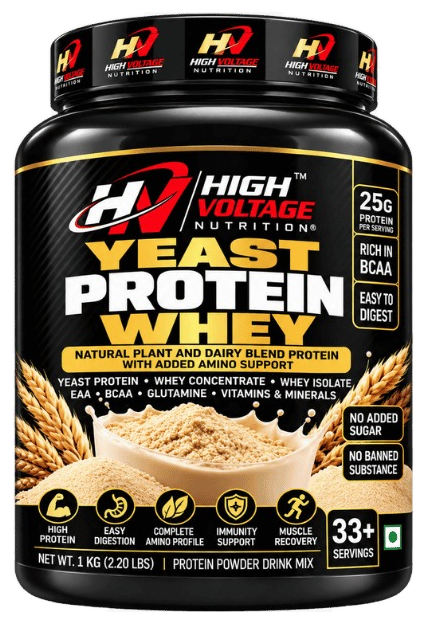 HIGH VOLTAGE
NUTRITION
HIGH VOLTAGE
NUTRITION
HIGH VOLTAGE
NUTRITION
HIGH VOLTAGE
NUTRITION
HV
HIGH™
VOLTAGE
NUTRITION®
25G
PROTEIN
PER SERVING
RICH IN
BCAA
EASY TO
DIGEST
YEAST
PROTEIN
WHEY
NATURAL PLANT AND DAIRY BLEND PROTEIN
WITH ADDED AMINO SUPPORT
YEAST PROTEIN • WHEY CONCENTRATE • WHEY ISOLATE
EAA • BCAA • GLUTAMINE • VITAMINS & MINERALS
NO ADDED
SUGAR
NO BANNED
SUBSTANCE
HIGH
PROTEIN
EASY
DIGESTION
COMPLETE
AMINO PROFILE
IMMUNITY
SUPPORT
MUSCLE
RECOVERY
33+
SERVINGS
NET WT. 1 KG (2.20 LBS) | PROTEIN POWDER DRINK MIX